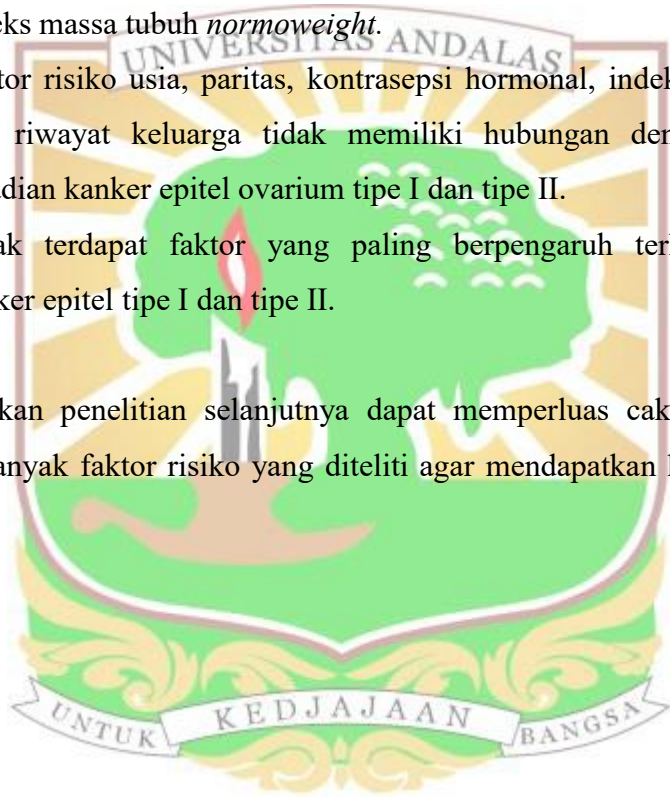 eks massa tubuh normoweight.
UNIVERSITAS ANDALAS
tor risiko usia, paritas, kontrasepsi hormonal, indek
riwayat keluarga tidak memiliki hubungan den
adian kanker epitel ovarium tipe I dan tipe II.
ak terdapat faktor yang paling berpengaruh terl
ker epitel tipe I dan tipe II.
kan penelitian selanjutnya dapat memperluas cak
anyak faktor risiko yang diteliti agar mendapatkan
UNTUK KEDJAJAAN BANGSA